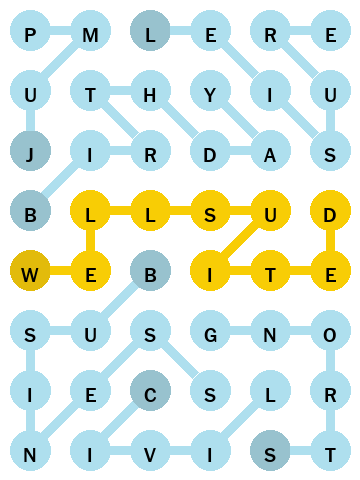 P M L E R E
U T H Y I U
J I R D A S
B L L S U D
W E B I T E
S U S G N O
I E C S L R
N I V I S T